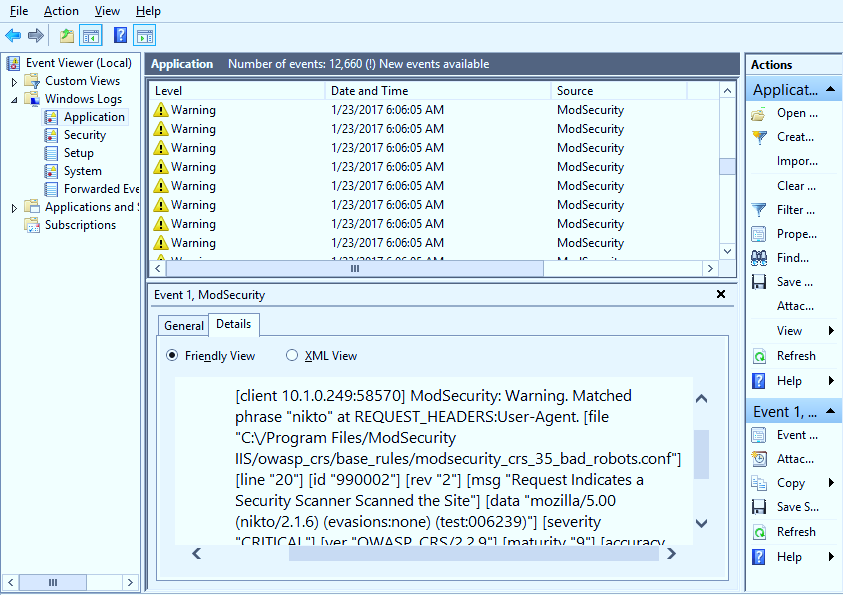 File Action View Help
Event Viewer (Local)
Custom Views
Windows Logs
Application
Security
Setup
System
Forwarded Eve
Applications and S
Subscriptions
Application Number of events: 12,660 (!) New events available
Level Date and Time Source
Warning 1/23/2017 6:06:05 AM ModSecurity
Warning 1/23/2017 6:06:05 AM ModSecurity
Warning 1/23/2017 6:06:05 AM ModSecurity
Warning 1/23/2017 6:06:05 AM ModSecurity
Warning 1/23/2017 6:06:05 AM ModSecurity
Warning 1/23/2017 6:06:05 AM ModSecurity
Warning 1/23/2017 6:06:05 AM ModSecurity
Warning 1/23/2017 6:06:05 AM ModSecurity
Warning 1/23/2017 6:06:05 AM ModSecurity
Event 1, ModSecurity
General Details
Friendly View XML View
[client 10.1.0.249:58570] ModSecurity: Warning. Matched
phrase "nikto" at REQUEST_HEADERS:User-Agent. [file
"C:\/Program Files/ModSecurity
IIS/owasp_crs/base_rules/modsecurity_crs_35_bad_robots.conf"]
[line "20"] [id "990002"] [rev "2"] [msg "Request Indicates a
Security Scanner Scanned the Site"] [data "mozilla/5.00
(nikto/2.1.6) (evasions:none) (test:006239)"] [severity
"CRITICAL"] [ver "OWASP_CRS/2.2.9"] [maturity "9"] [accuracy
Actions
Applicat...
Open ...
Creat...
Impor...
Clear ...
Filter ...
Prope...
Find...
Save ...
Attac...
View
Refresh
Help
Event 1, ...
Event ...
Attac...
Copy
Save S...
Refresh
Help